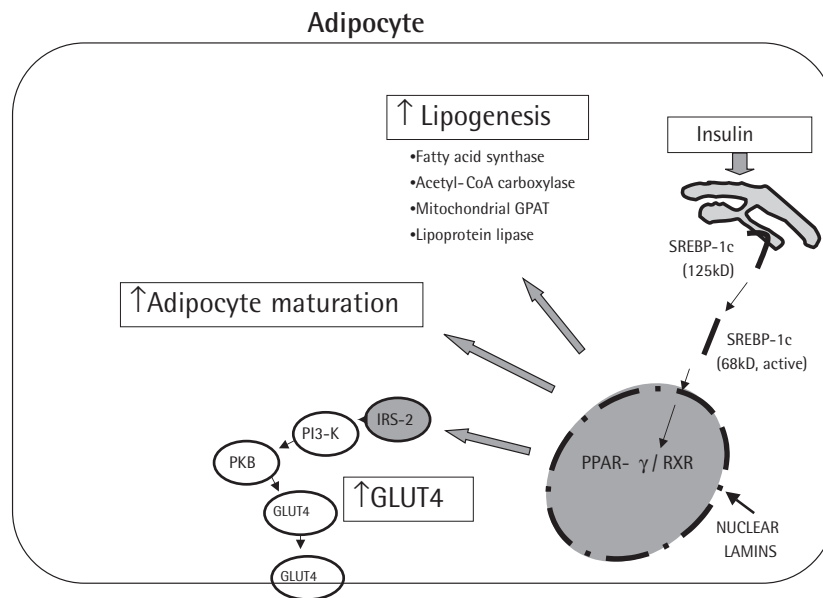 Adipocyte
↑ Lipogenesis
•Fatty acid synthase
•Acetyl-CoA carboxylase
•Mitochondrial GPAT
•Lipoprotein lipase
Insulin
SREBP-1c
(125kD)
SREBP-1c
(68kD, active)
↑Adipocyte maturation
IRS-2
PI3-K
PKB
GLUT4
GLUT4
↑GLUT4
PPAR- γ / RXR
NUCLEAR
LAMINS